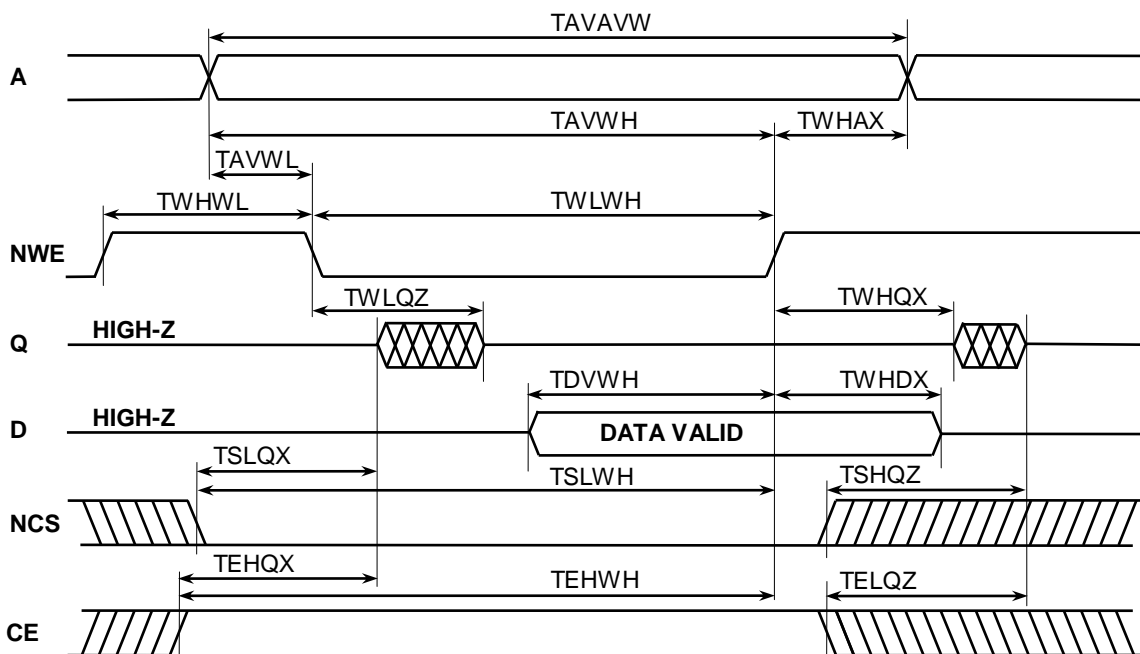 TAVAVW
A
TAVWH
TWHAX
TAVWL
TWHWL
TWLWH
NWE
TWLQZ
TWHQX
HIGH-Z
Q
TDVWH
TWHDX
HIGH-Z
D
DATA VALID
TSLQX
TSLWH
TSHQZ
NCS
TEHQX
TEHWH
TELQZ
CE